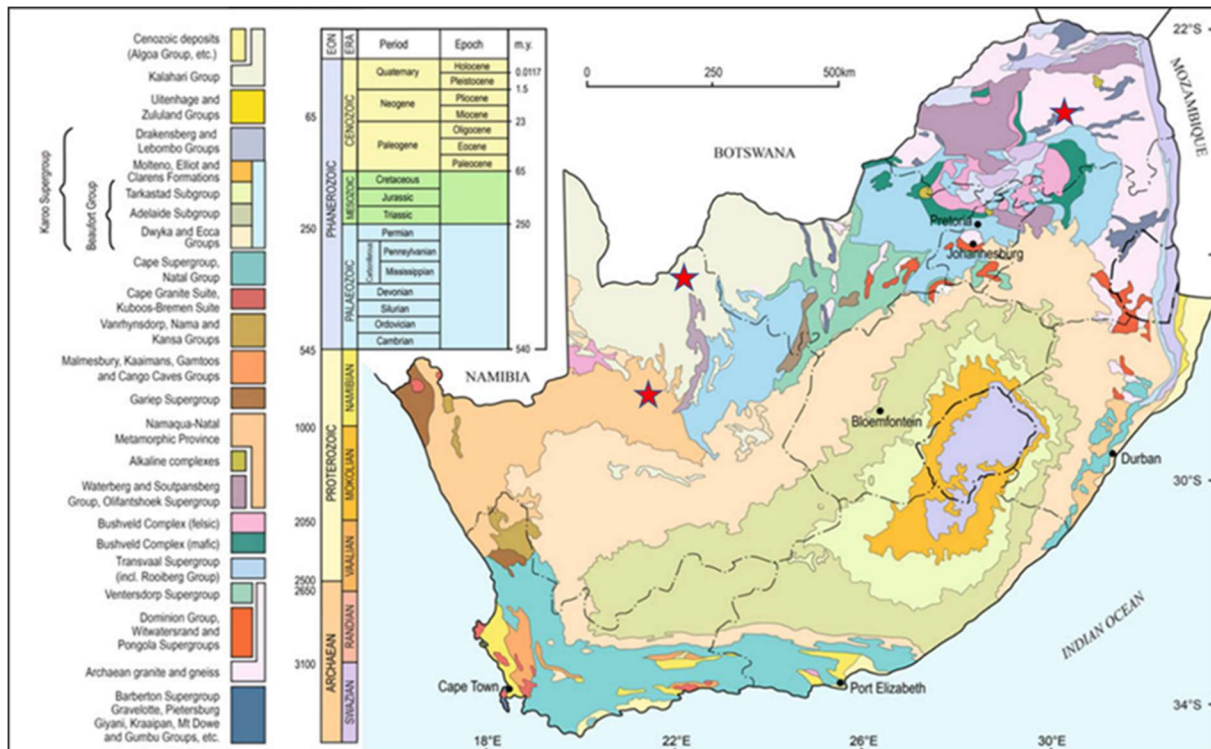 Cenozoic deposits
(Algoa Group, etc.)
Kalahari Group
Uitenhage and
Zululand Groups
Drakensberg and
Lebombo Groups
Molteno, Elliot and
Clarens Formations
Tarkastad Subgroup
Adelaide Subgroup
Dwyka and Ecca
Groups
Karoo Supergroup
Beaufort Group
Cape Supergroup,
Natal Group
Cape Granite Suite,
Kuboos-Bremen Suite
Vanrhynsdorp, Nama and
Kansa Groups
Malmesbury, Kaaimans, Gamtoos
and Cango Caves Groups
Gariep Supergroup
Namaqua-Natal
Metamorphic Province
Alkaline complexes
Waterberg and Soutpansberg
Group, Olifantshoek Supergroup
Bushveld Complex (felsic)
Bushveld Complex (mafic)
Transvaal Supergroup
(incl. Rooiberg Group)
Ventersdorp Supergroup
Dominion Group,
Witwatersrand and
Pongola Supergroups
Archaean granite and gneiss
Barberton Supergroup
Gravelotte, Pietersburg
Giyani, Kraaipan, Mt Dowe
and Gumbu Groups, etc.
EON
ERA
Period
Epoch
m.y.
PHANEROZOIC
CENOZOIC
Quaternary
Holocene
0.0117
Pleistocene
1.5
Neogene
Pliocene
Miocene
23
65
Paleogene
Oligocene
Eocene
Paleocene
65
MESOZOIC
Cretaceous
Jurassic
Triassic
250
250
PALAEOZOIC
Permian
Carboniferous
Pennsylvanian
Mississippian
Devonian
Silurian
Ordovician
Cambrian
545
540
PROTEROZOIC
NAMIBIAN
1000
MOKOLIAN
2050
VAALIAN
2500
ARCHAEAN
2650
RANDIAN
3100
SWAZIAN
0
250
500km
22°S
MOZAMBIQUE
BOTSWANA
Pretoria
Johannesburg
NAMIBIA
Bloemfontein
Durban
30°S
INDIAN OCEAN
Cape Town
Port Elizabeth
34°S
18°E
22°E
26°E
30°E